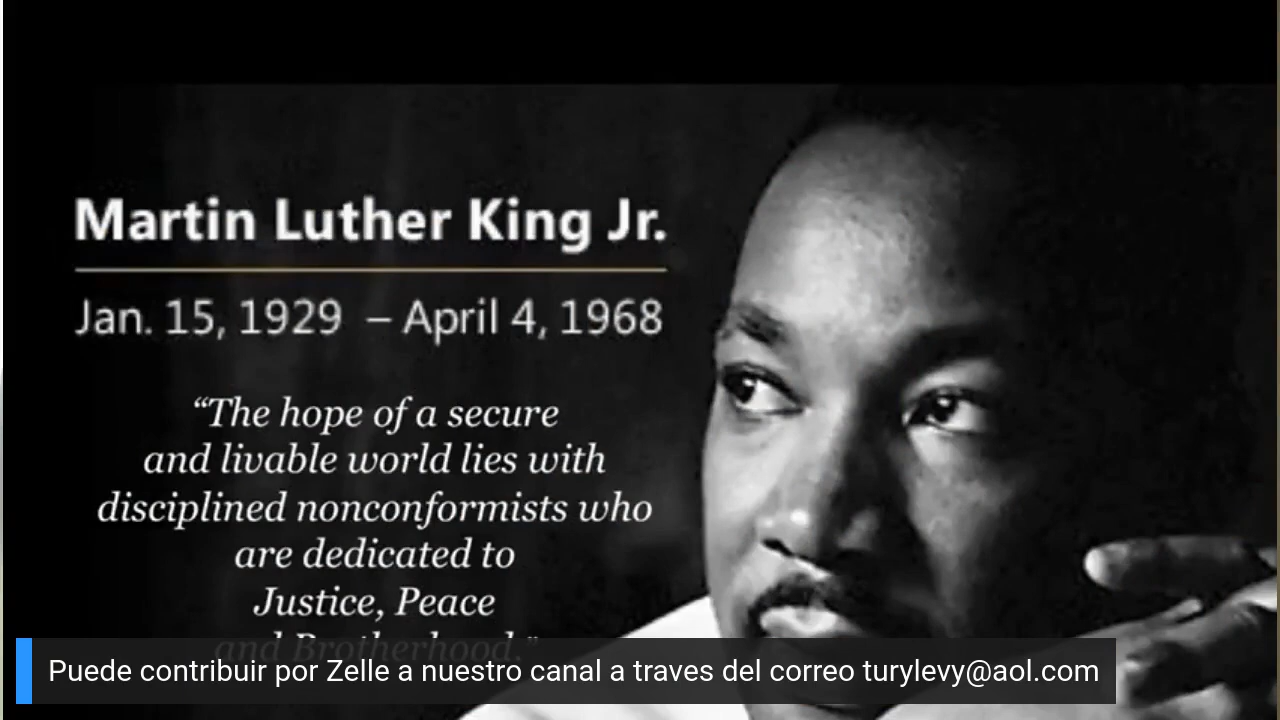 Martin Luther King Jr.
Jan. 15, 1929 – April 4, 1968
“The hope of a secure
and livable world lies with
disciplined nonconformists who
are dedicated to
Justice, Peace
and Brotherhood.”
Puede contribuir por Zelle a nuestro canal a traves del correo turylevy@aol.com